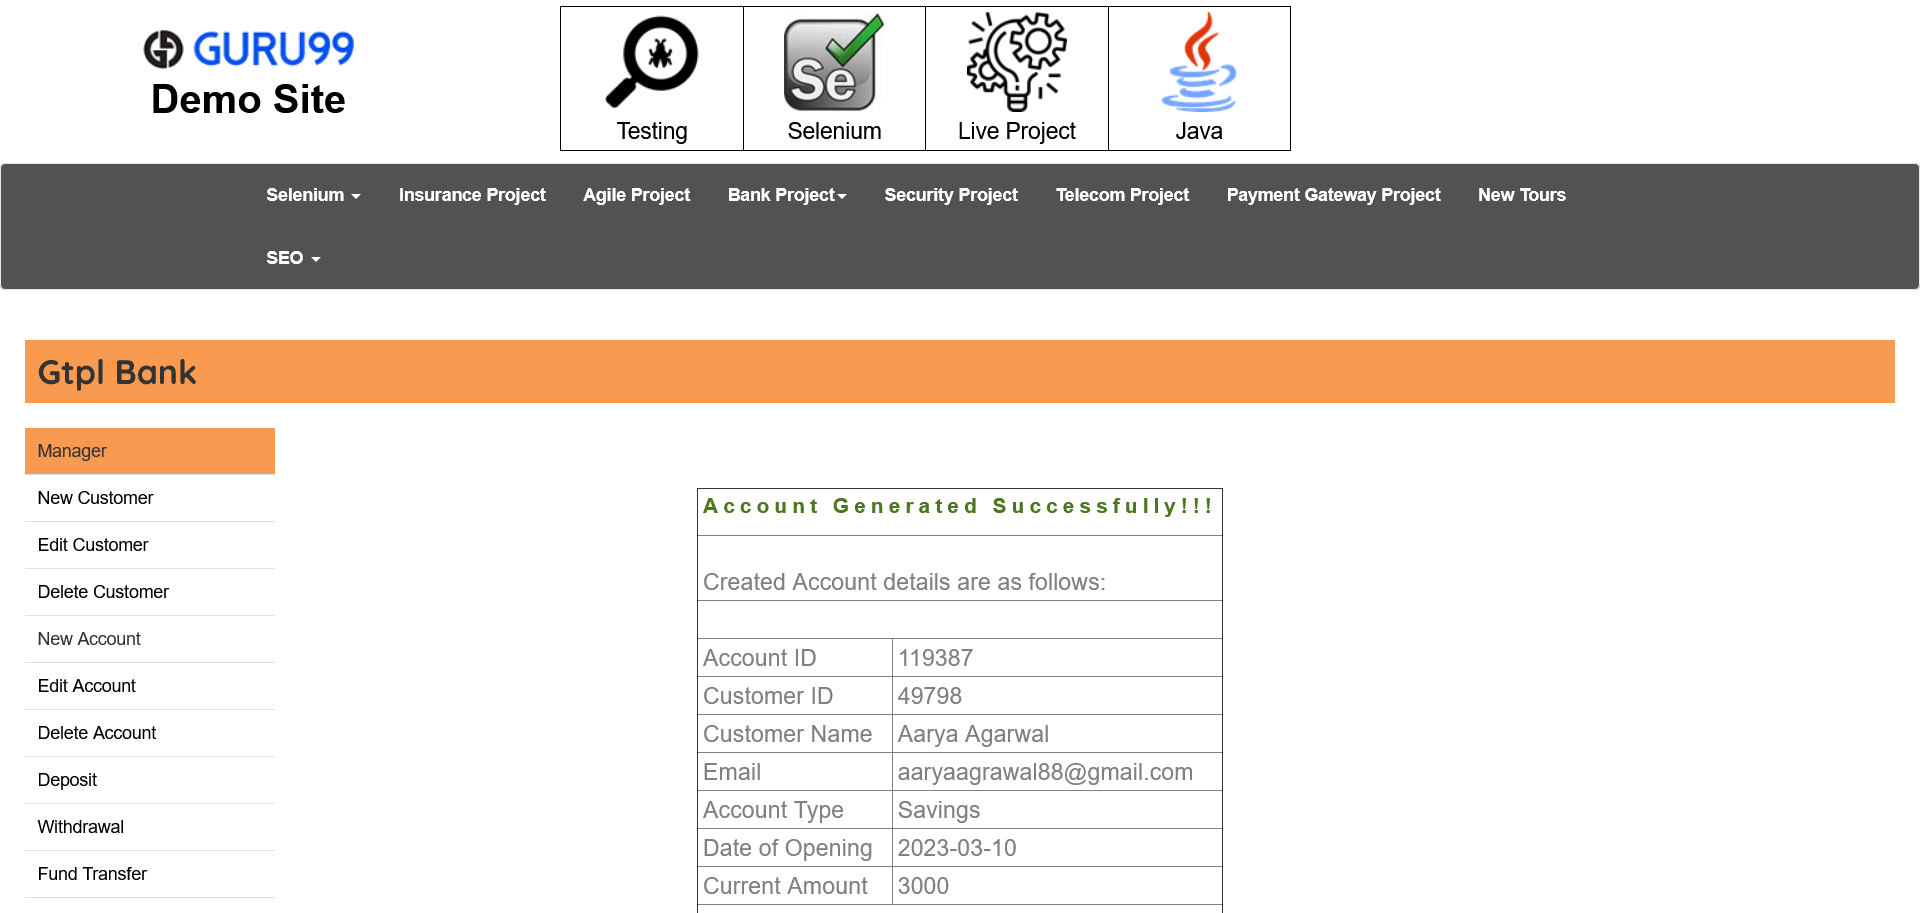 GURU99
Demo Site
Se
Testing
Selenium
Live Project
Java
Selenium
Insurance Project
Agile Project
Bank Project
Security Project
Telecom Project
Payment Gateway Project
New Tours
SEO
Gtpl Bank
Manager
New Customer
Edit Customer
Delete Customer
New Account
Edit Account
Delete Account
Deposit
Withdrawal
Fund Transfer
Account Generated Successfully!!!
Created Account details are as follows:
Account ID 119387
Customer ID 49798
Customer Name Aarya Agarwal
Email aaryaagrawal88@gmail.com
Account Type Savings
Date of Opening 2023-03-10
Current Amount 3000